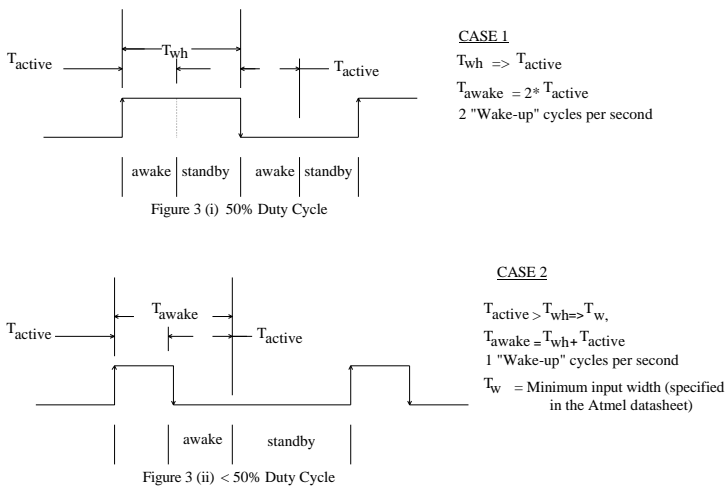 CASE 1
Twh => Tactive
Tawake = 2* Tactive
2 "Wake-up" cycles per second
Twh
Tactive
Tactive
awake standby awake standby
Figure 3 (i) 50% Duty Cycle
CASE 2
Tactive > Twh=>Tw,
Tawake = Twh + Tactive
1 "Wake-up" cycles per second
Tw = Minimum input width (specified
in the Atmel datasheet)
Tawake
Tactive
Tactive
awake standby
Figure 3 (ii) < 50% Duty Cycle